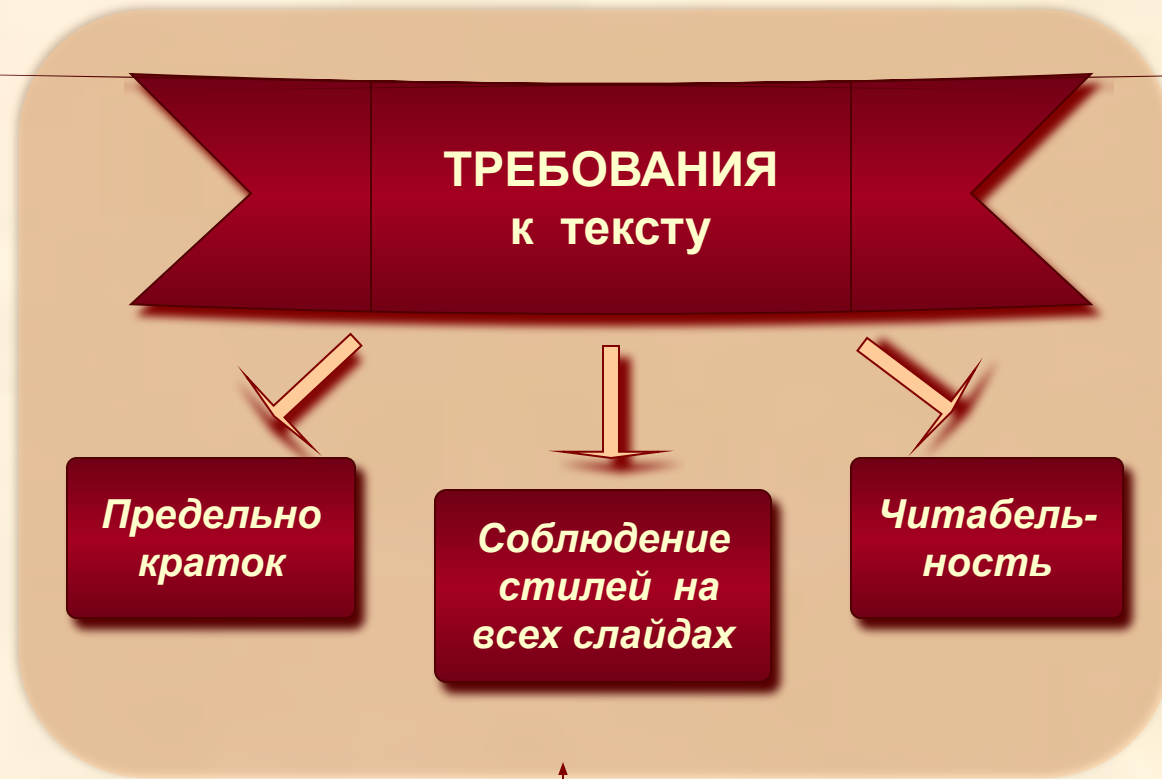 ТРЕБОВАНИЯ
к тексту
Предельно
краток
Соблюдение
стилей на
всех слайдах
Читабель-
ность